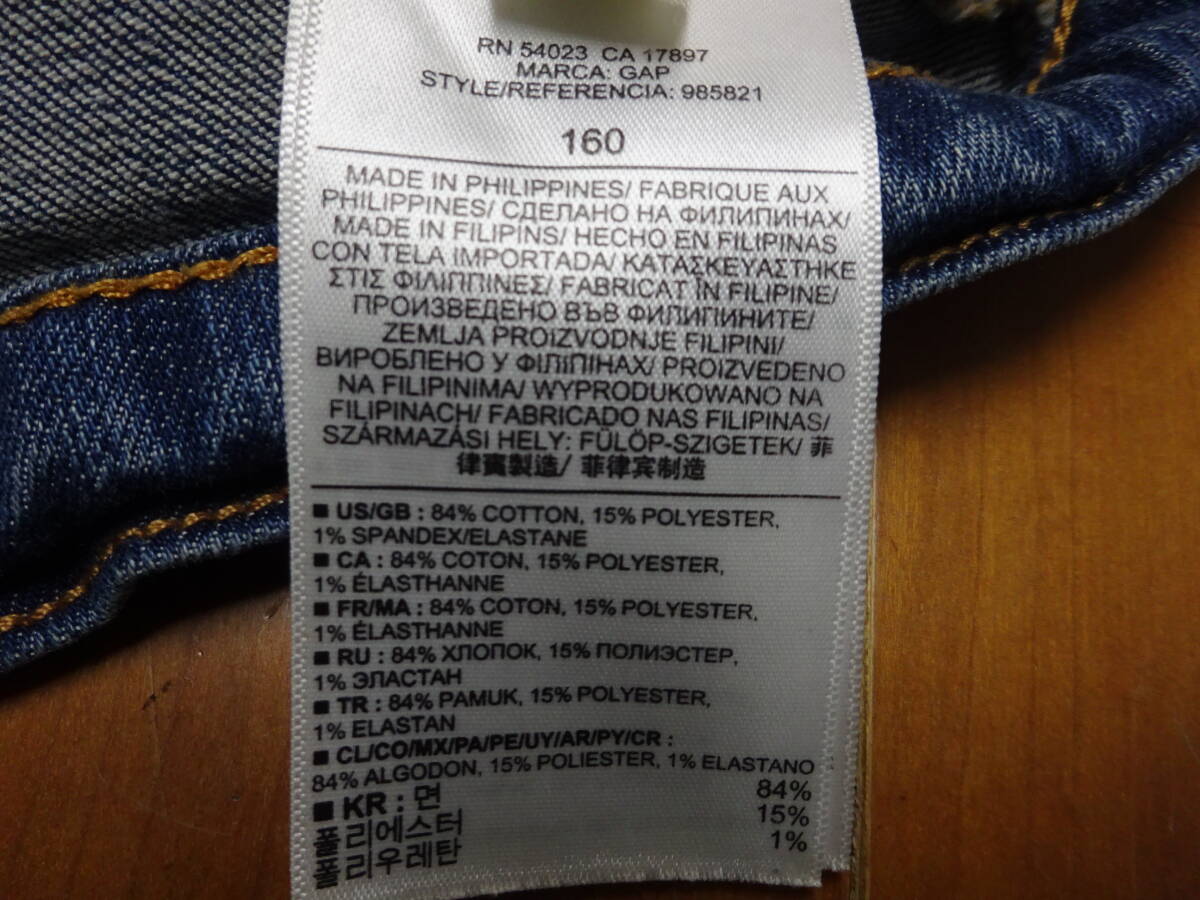 RN 54023 CA 17897
MARCA: GAP
STYLE/REFERENCIA: 985821
160
MADE IN PHILIPPINES/ FABRIQUE AUX
PHILIPPINES/ СДЕЛАНО НА ФИЛИПИНАХ/
MADE IN FILIPINS/ HECHO EN FILIPINAS
CON TELA IMPORTADA/ ΚΑΤΑΣΚΕΥΑΣΤΗΚΕ
ΣΤΙΣ ΦΙΛΙΠΠΙΝΕΣ/ FABRICAT ÎN FILIPINE/
ПРОИЗВЕДЕНО ВЪВ ФИЛИПИНИТЕ/
ZEMLJA PROIZVODNJE FILIPINI/
ВИРОБЛЕНО У ФІЛІПІНАХ/ PROIZVEDENO
NA FILIPINIMA/ WYPRODUKOWANO NA
FILIPINACH/ FABRICADO NAS FILIPINAS/
SZÁRMAZÁSI HELY: FÜLÖP-SZIGETEK/ 菲
律賓製造/ 菲律宾制造
■ US/GB : 84% COTTON, 15% POLYESTER,
1% SPANDEX/ELASTANE
■ CA : 84% COTON, 15% POLYESTER,
1% ÉLASTHANNE
■ FR/MA : 84% COTON, 15% POLYESTER,
1% ÉLASTHANNE
■ RU : 84% ХЛОПОК, 15% ПОЛИЭСТЕР,
1% ЭЛАСТАН
■ TR : 84% PAMUK, 15% POLYESTER,
1% ELASTAN
■ CL/CO/MX/PA/PE/UY/AR/PY/CR :
84% ALGODON, 15% POLIESTER, 1% ELASTANO
■ KR : 면 84%
폴리에스터 15%
폴리우레탄 1%